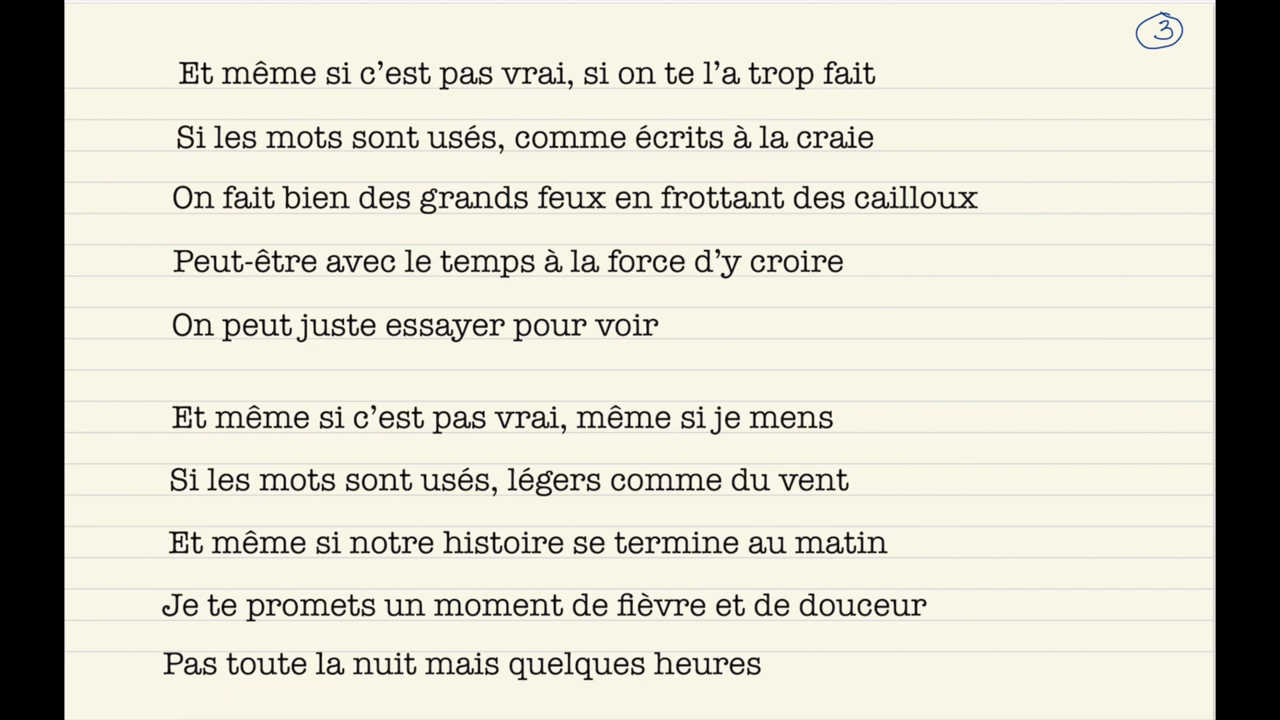 3
Et même si c’est pas vrai, si on te l’a trop fait
Si les mots sont usés, comme écrits à la craie
On fait bien des grands feux en frottant des cailloux
Peut-être avec le temps à la force d’y croire
On peut juste essayer pour voir
Et même si c’est pas vrai, même si je mens
Si les mots sont usés, légers comme du vent
Et même si notre histoire se termine au matin
Je te promets un moment de fièvre et de douceur
Pas toute la nuit mais quelques heures